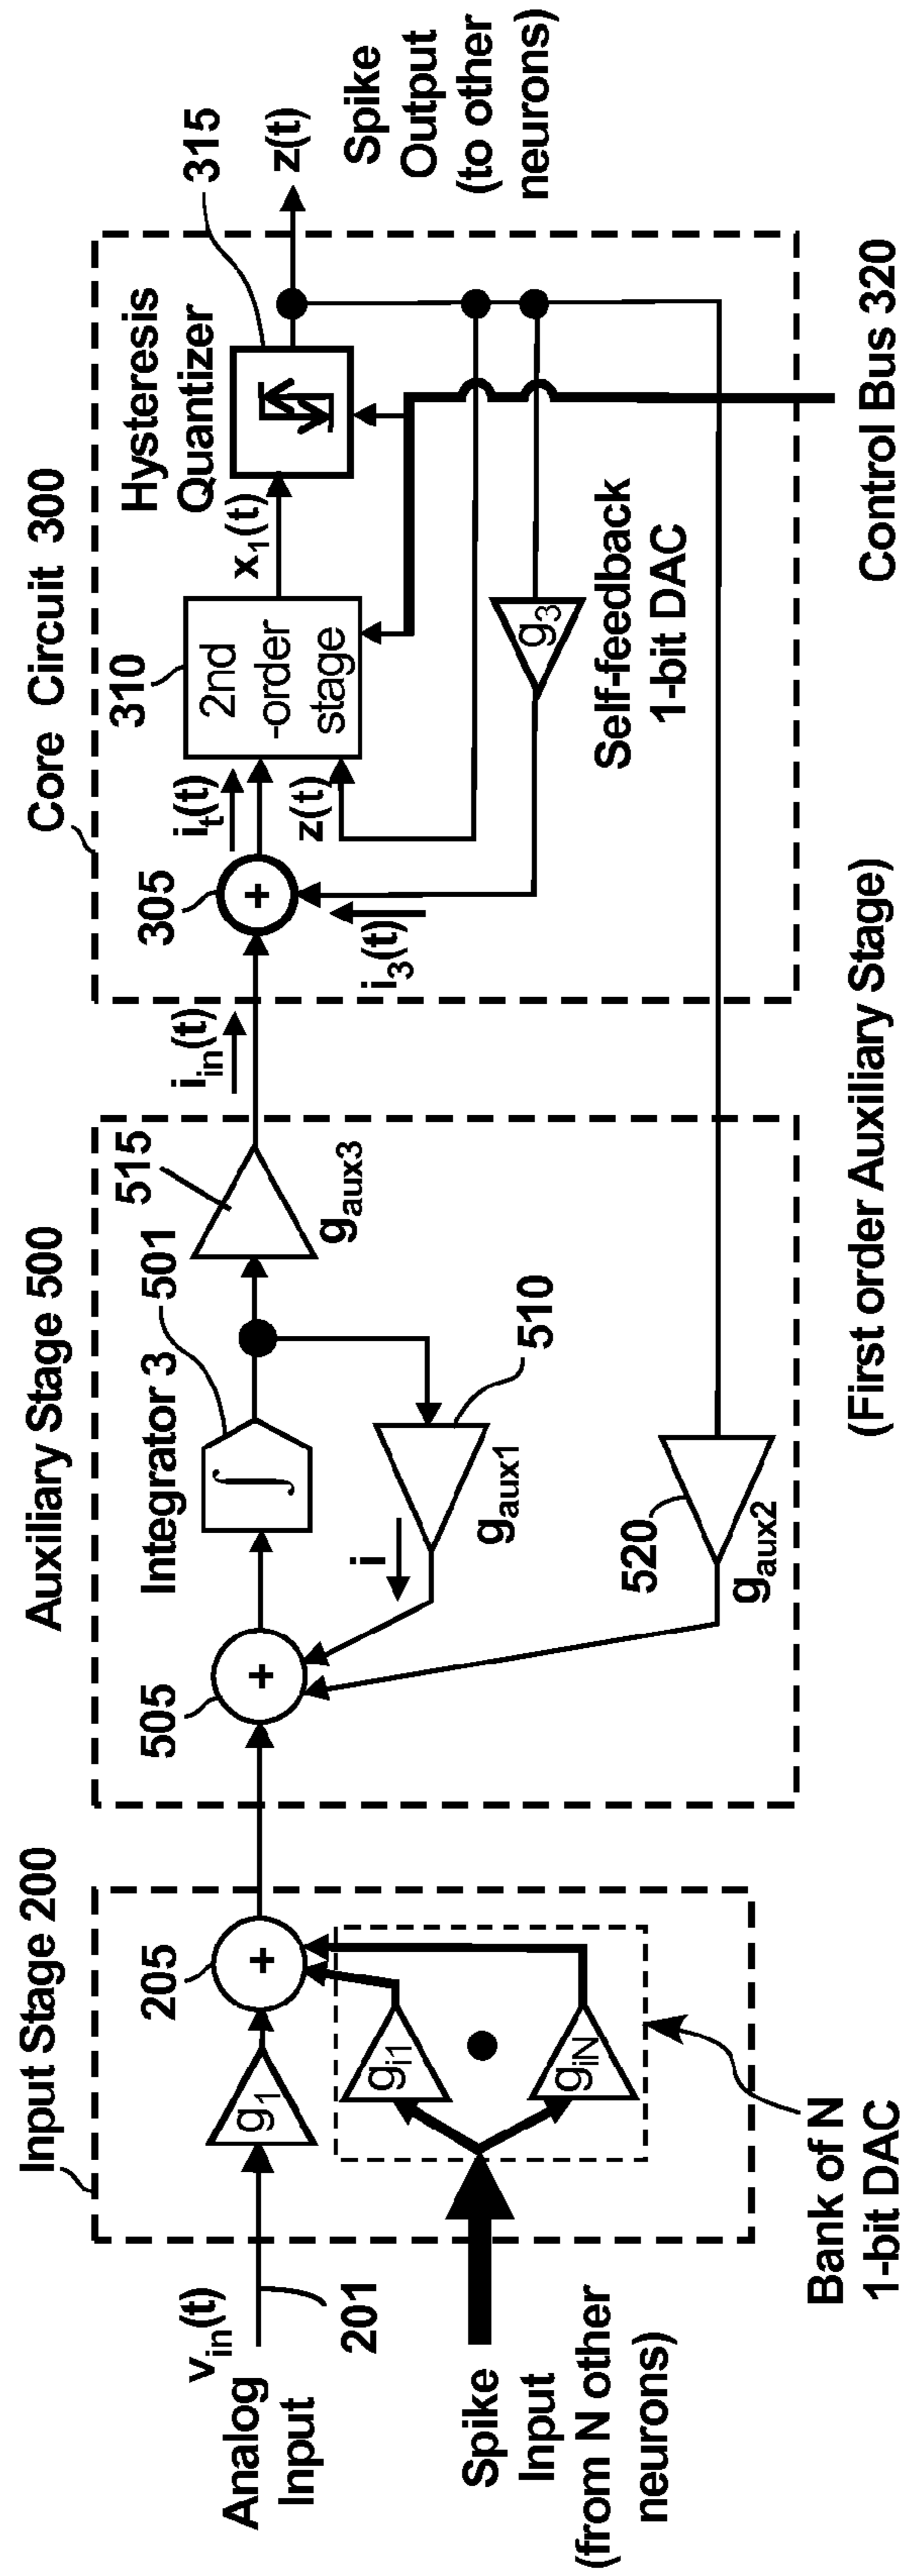 Input Stage 200
Auxiliary Stage 500
Core Circuit 300
v_in(t)
Analog
Input
201
g_1
205
Spike
Input
(from N other
neurons)
g_i1
g_iN
Bank of N
1-bit DAC
505
+
+
Integrator 3
501
∫
515
g_aux3
i
g_aux1
510
520
g_aux2
i_in(t)
305
+
i_t(t)
i_3(t)
z(t)
310
2nd
-order
stage
x_1(t)
Hysteresis
Quantizer
315
z(t)
Spike
Output
(to other
neurons)
g_3
Self-feedback
1-bit DAC
Control Bus 320
(First order Auxiliary Stage)